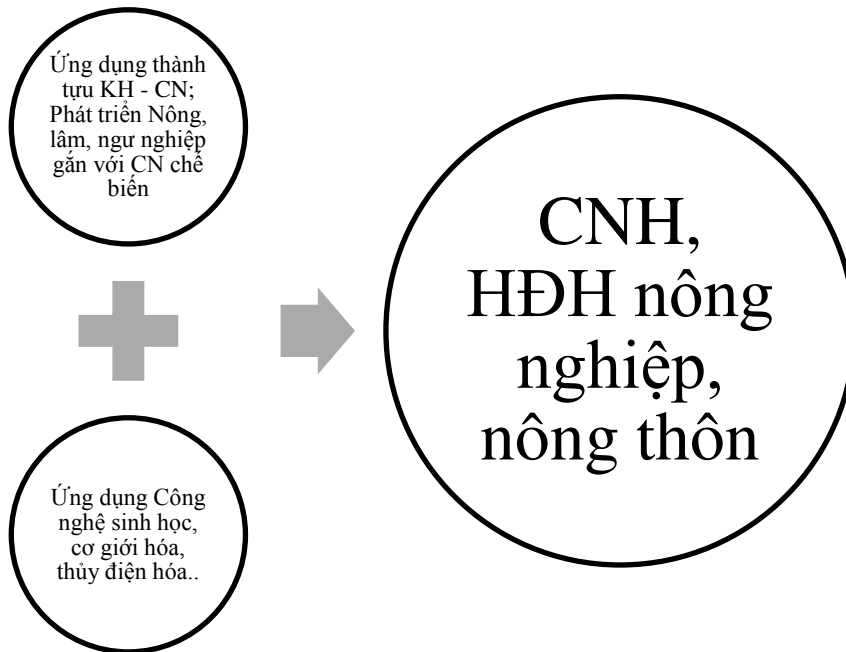 Ứng dụng thành
tựu KH - CN;
Phát triển Nông,
lâm, ngư nghiệp
gắn với CN chế
biến
Ứng dụng Công
nghệ sinh học,
cơ giới hóa,
thủy điện hóa..
CNH,
HĐH nông
nghiệp,
nông thôn